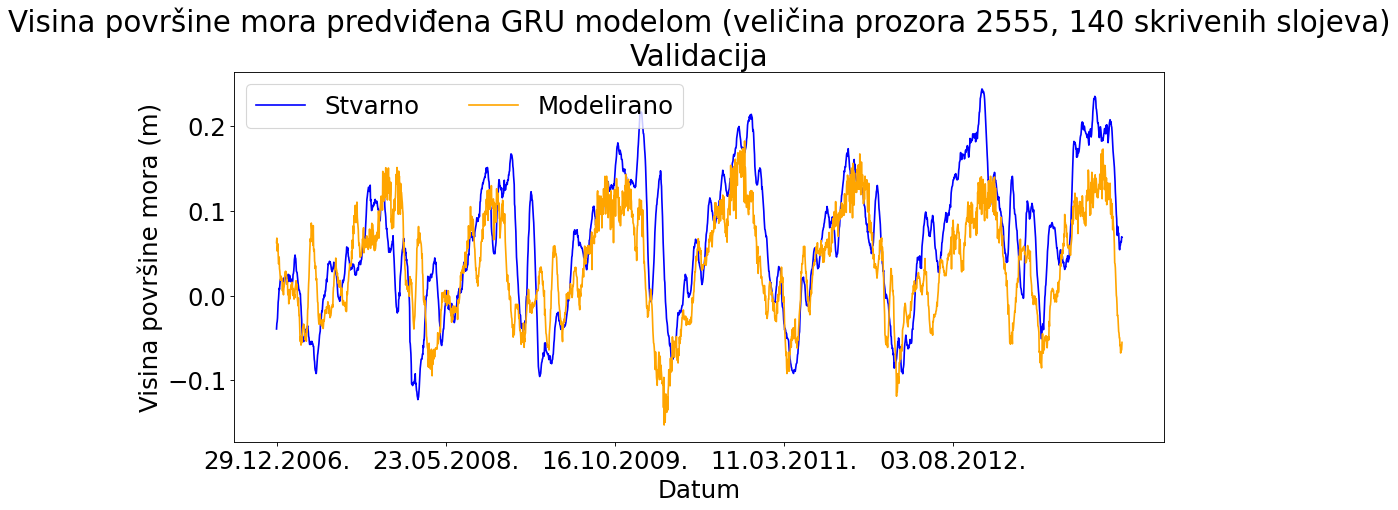 Visina površine mora predviđena GRU modelom (veličina prozora 2555, 140 skrivenih slojeva)
Validacija
Stvarno
Modelirano
Visina površine mora (m)
0.2
0.1
0.0
−0.1
29.12.2006.
23.05.2008.
16.10.2009.
11.03.2011.
03.08.2012.
Datum